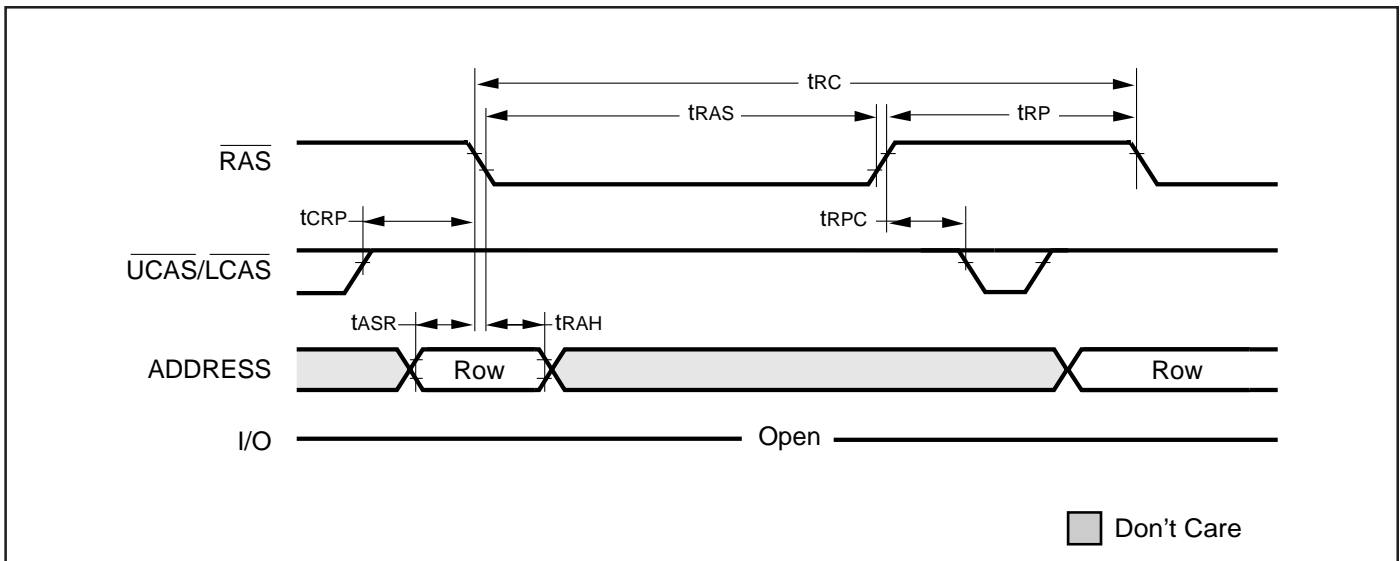 tRC
tRAS
tRP
RAS
tCRP
tRPC
UCAS/LCAS
tASR
tRAH
ADDRESS
Row
Row
I/O
Open
Don't Care